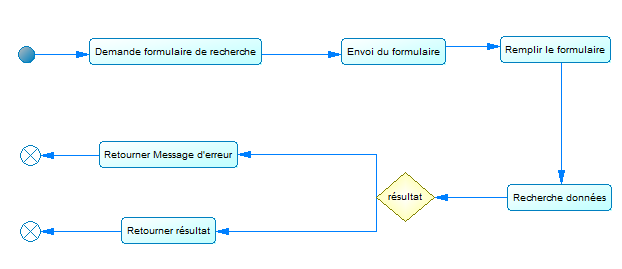 Demande formulaire de recherche
Envoi du formulaire
Remplir le formulaire
Retourner Message d'erreur
résultat
Recherche données
Retourner résultat